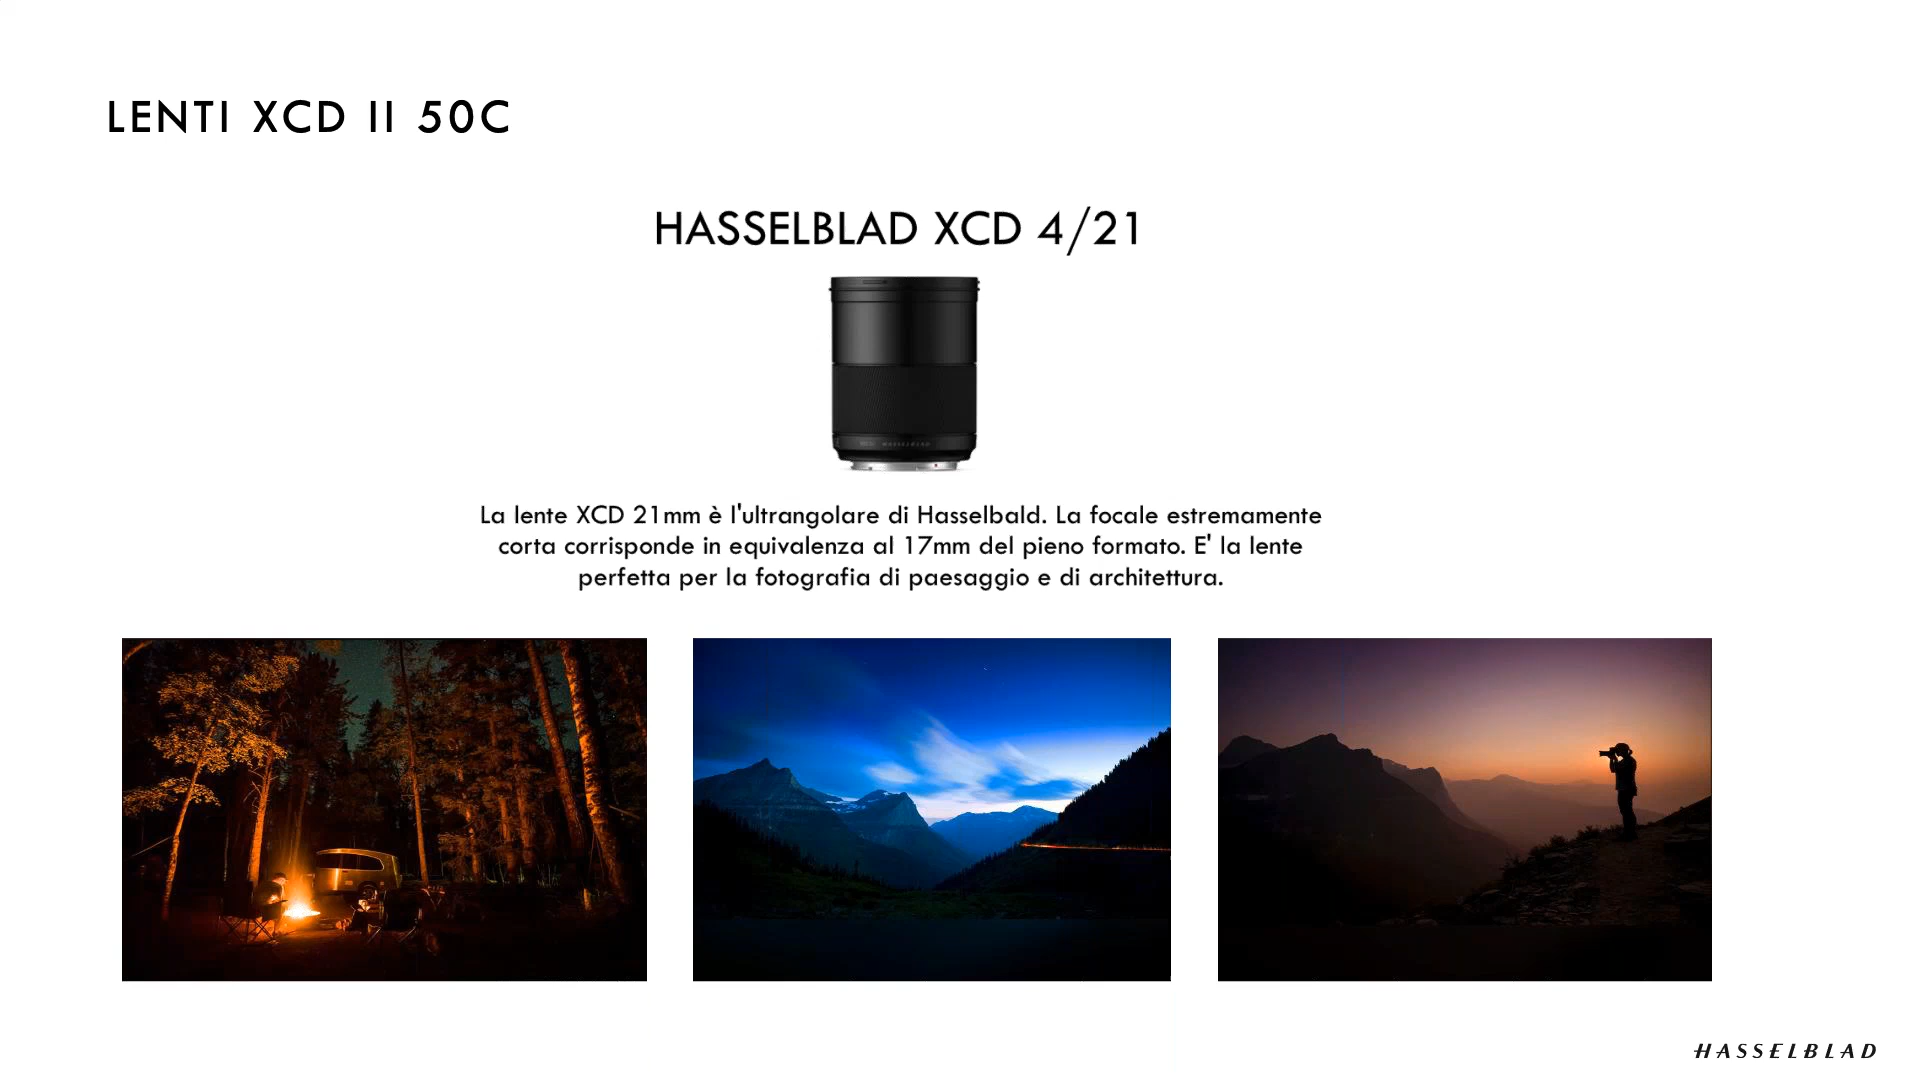 LENTI XCD II 50C
HASSELBLAD XCD 4/21
HASSELBLAD
La lente XCD 21mm è l'ultrangolare di Hasselbald. La focale estremamente
corta corrisponde in equivalenza al 17mm del pieno formato. E' la lente
perfetta per la fotografia di paesaggio e di architettura.
HASSELBLAD